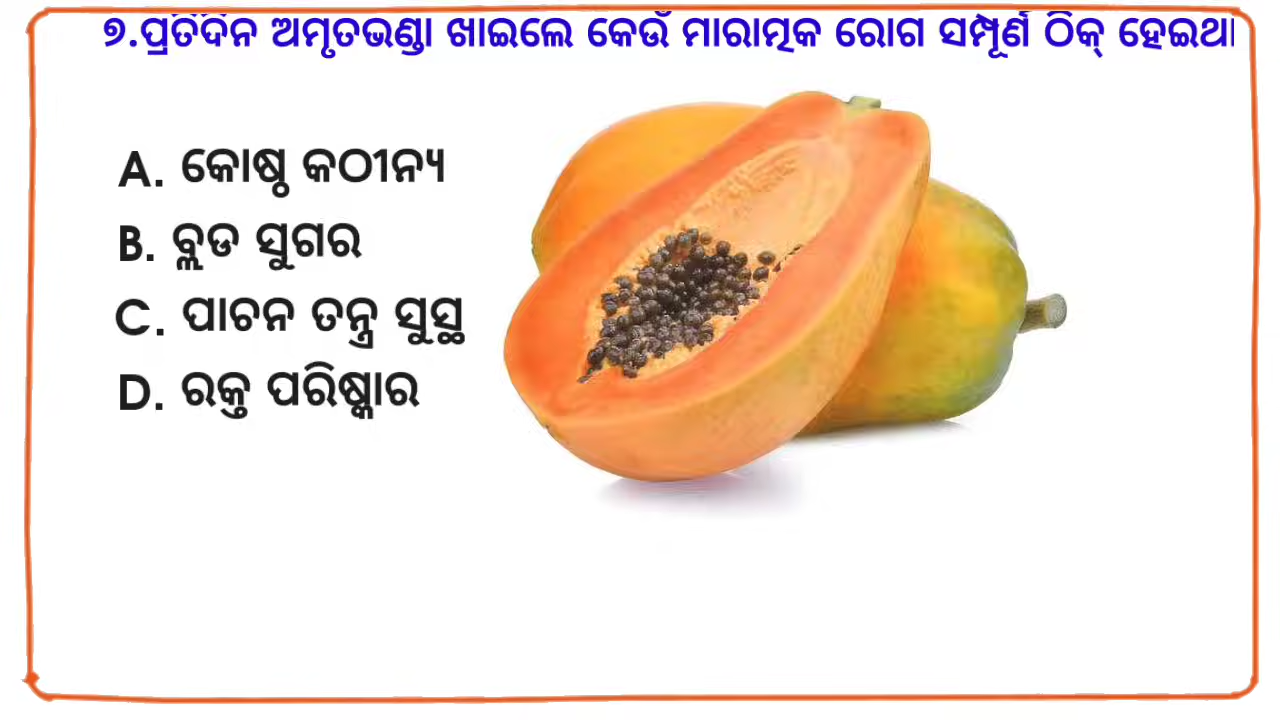 ୭.ପ୍ରତିଦିନ ଅମୃତଭଣ୍ଡା ଖାଇଲେ କେଉଁ ମାରାତ୍ମକ ରୋଗ ସମ୍ପୂର୍ଣ ଠିକ୍ ହେଇଥା
A. କୋଷ୍ଠ କଠୀନ୍ୟ
B. ବ୍ଲଡ ସୁଗର
C. ପାଚନ ତନ୍ତ୍ର ସୁସ୍ଥ
D. ରକ୍ତ ପରିଷ୍କାର